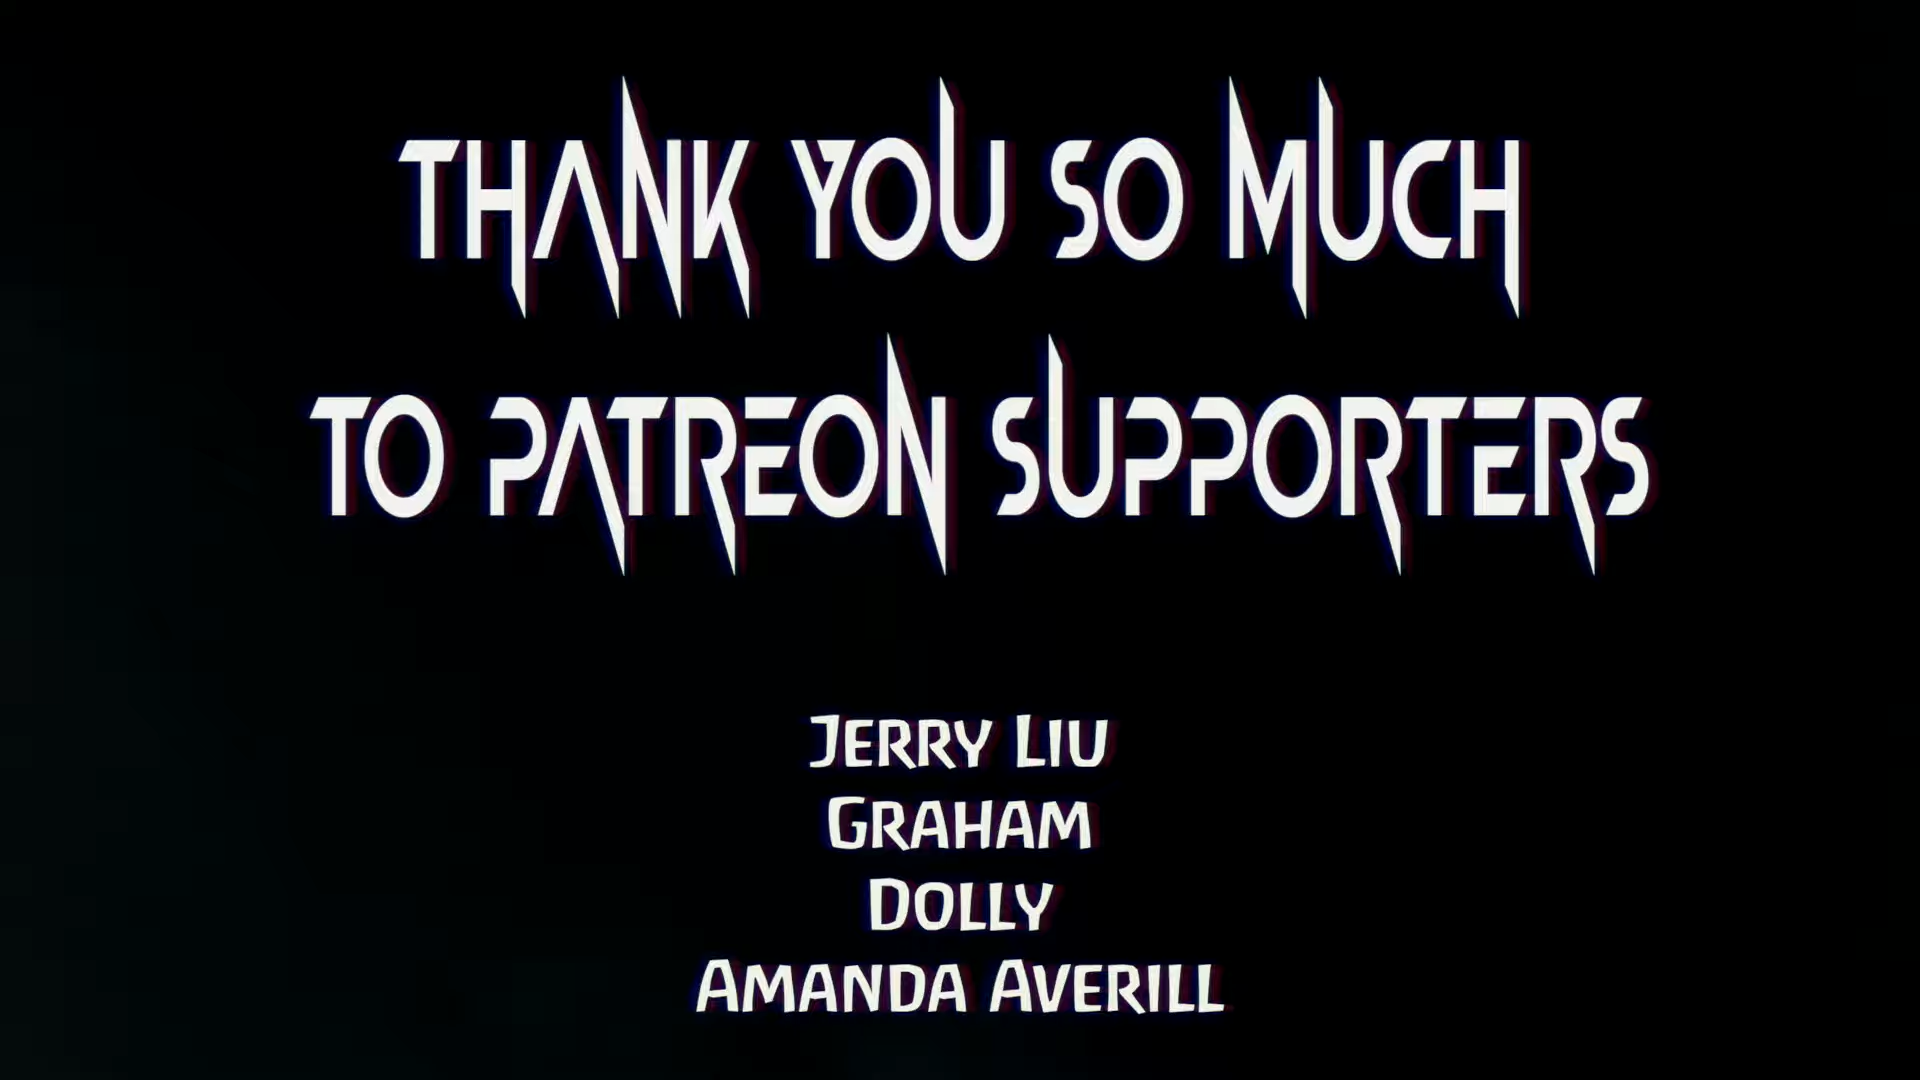 THANK YOU SO MUCH
TO PATREON SUPPORTERS
JERRY LIU
GRAHAM
DOLLY
AMANDA AVERILL